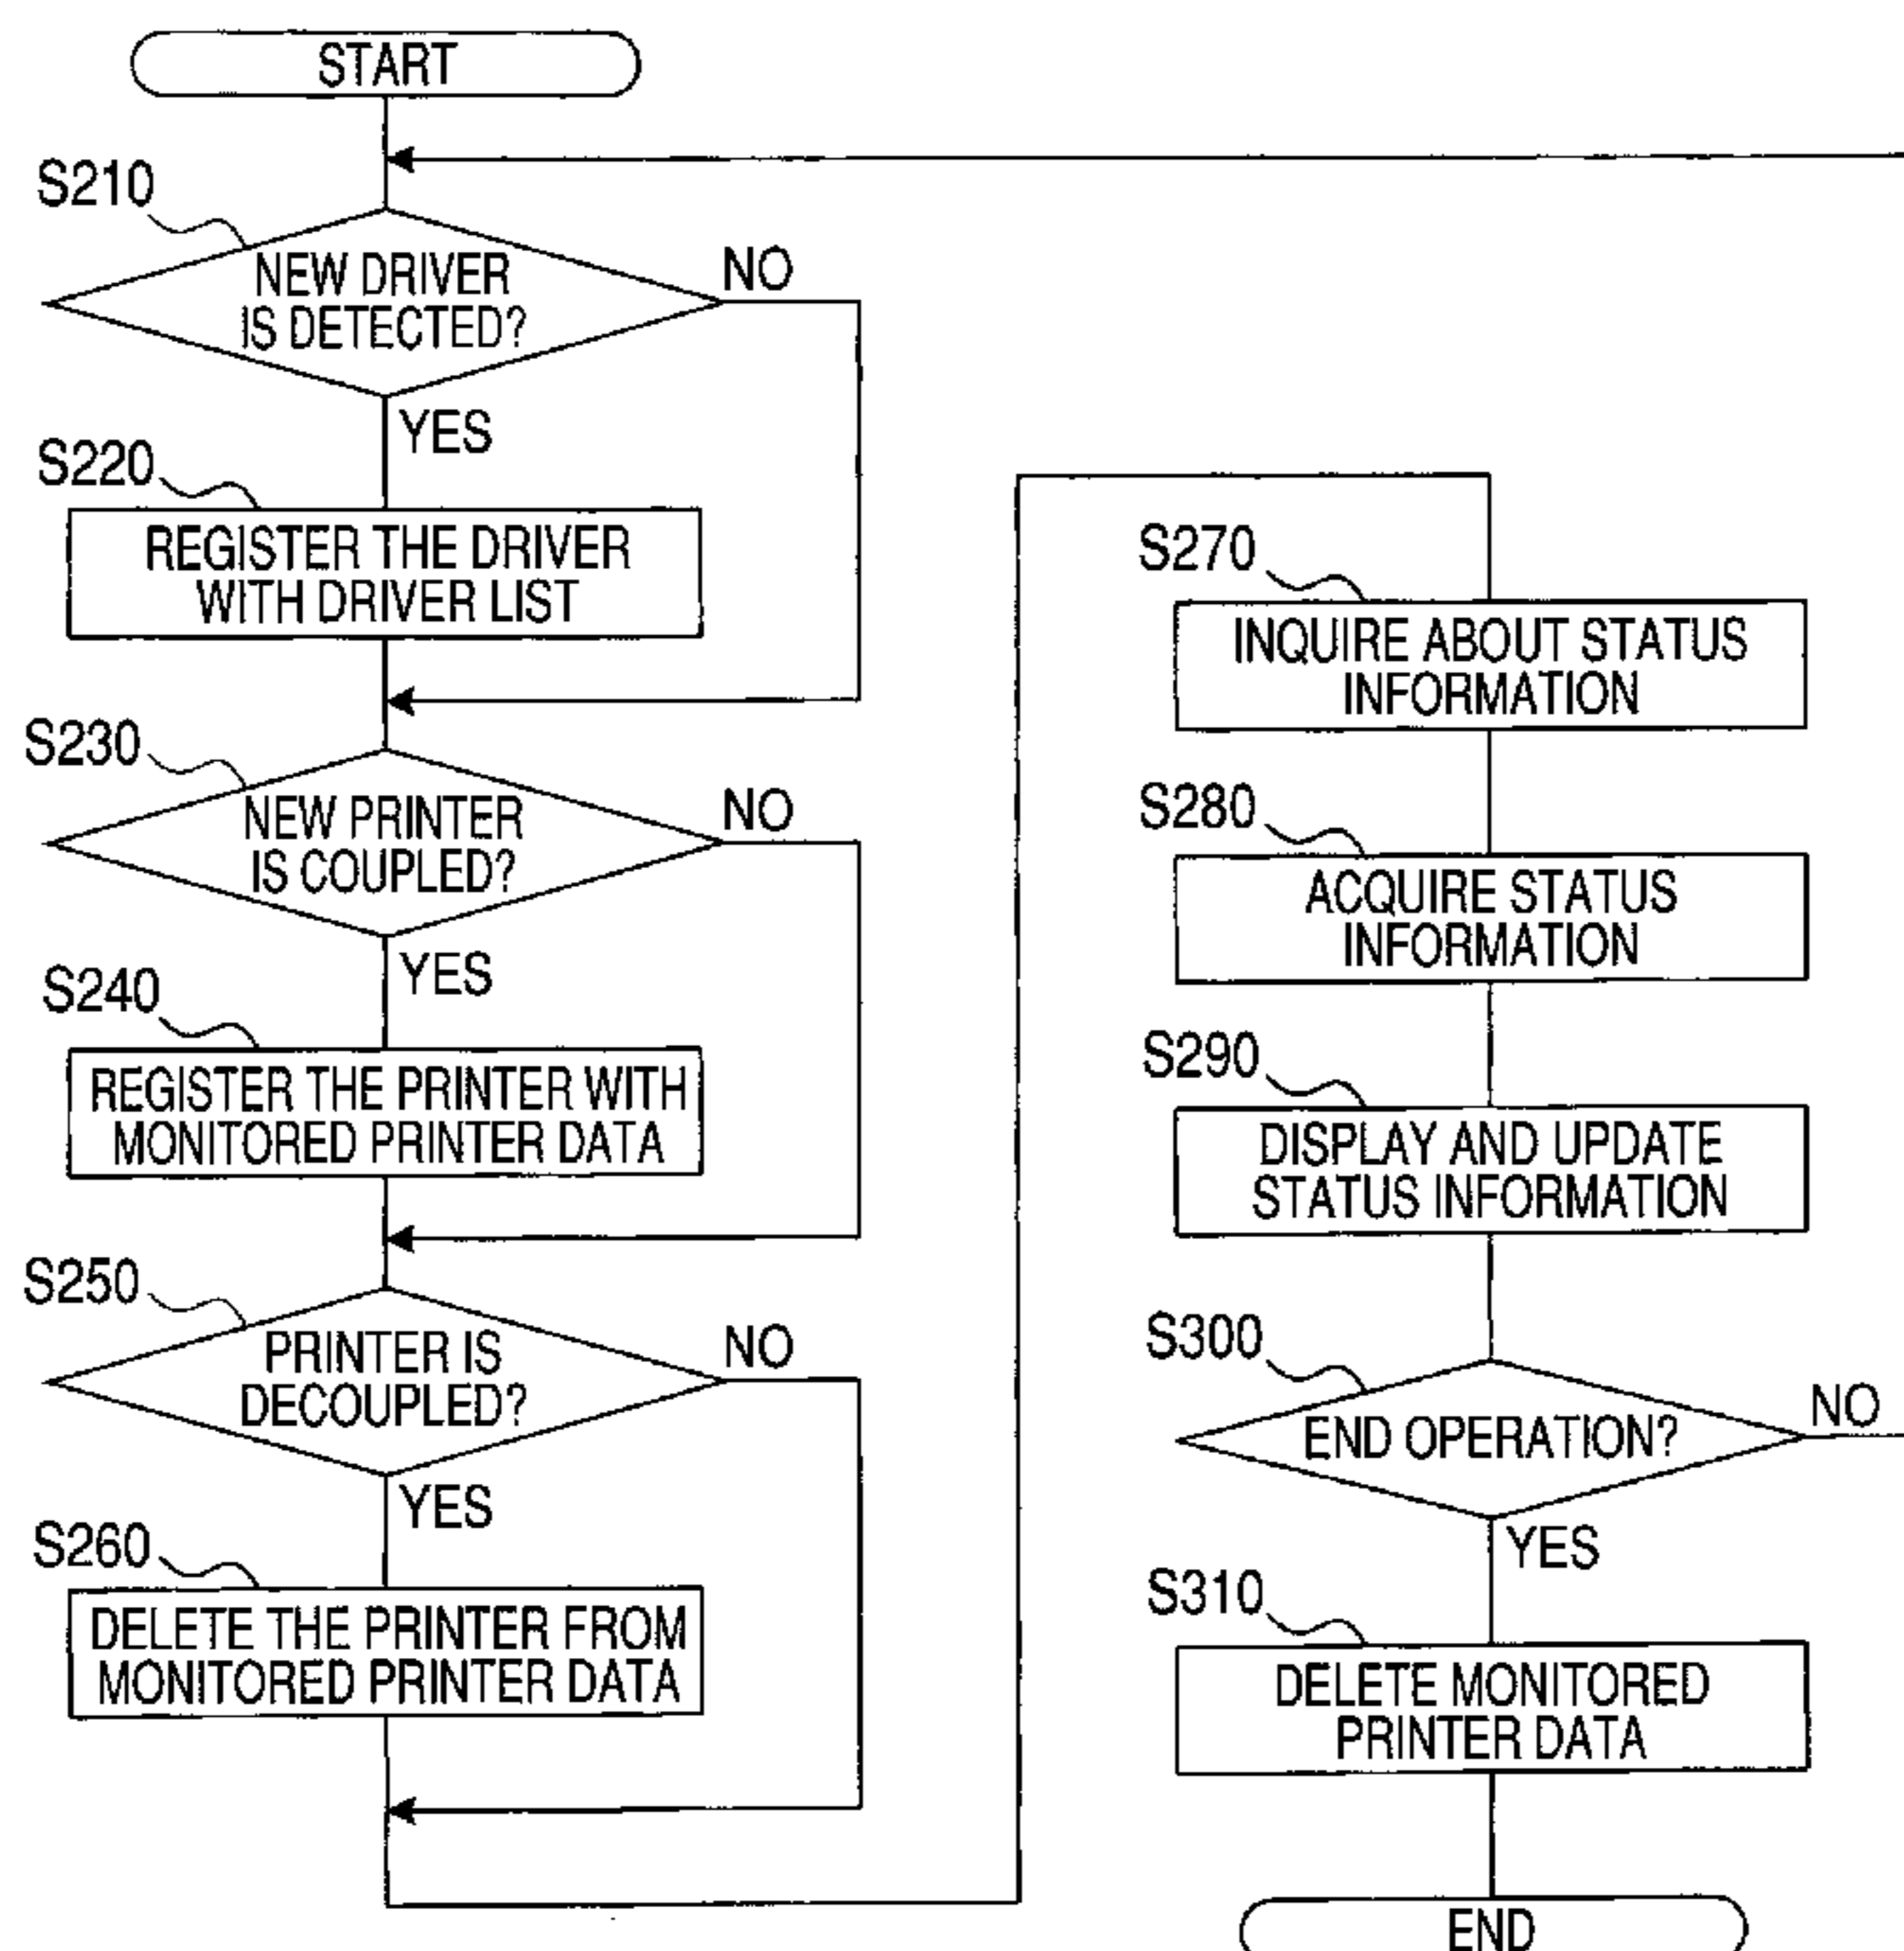 START
S210
NEW DRIVER
IS DETECTED?
NO
YES
S220
REGISTER THE DRIVER
WITH DRIVER LIST
S230
NEW PRINTER
IS COUPLED?
NO
YES
S240
REGISTER THE PRINTER WITH
MONITORED PRINTER DATA
S250
PRINTER IS
DECOUPLED?
NO
YES
S260
DELETE THE PRINTER FROM
MONITORED PRINTER DATA
S270
INQUIRE ABOUT STATUS
INFORMATION
S280
ACQUIRE STATUS
INFORMATION
S290
DISPLAY AND UPDATE
STATUS INFORMATION
S300
END OPERATION?
NO
YES
S310
DELETE MONITORED
PRINTER DATA
END